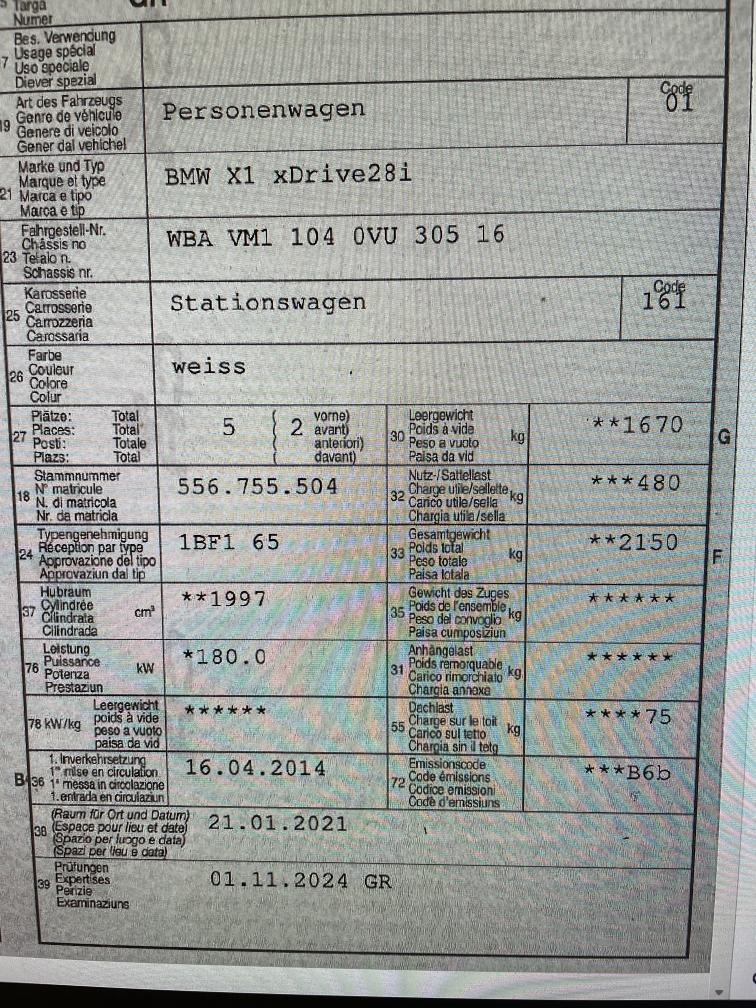 Targa
Numer
Bes. Verwendung
7 Usage spécial
Uso speciale
Diever spezial
Art des Fahrzeugs
19 Genre de véhicule
Genere di veicolo
Gener dal vehichel
Personenwagen
Code
01
Marke und Typ
Marque et type
21 Marca e tipo
Marca e tip
BMW X1 xDrive28i
Fahrgestell-Nr.
Châssis no
23 Telaio n.
Schassis nr.
WBA VM1 104 0VU 305 16
Karosserie
25 Carrosserie
Carrozzeria
Carossaria
Stationswagen
Code
161
Farbe
26 Couleur
Colore
Colur
weiss
Plätze: Total
27 Places: Total
Posti: Totale
Plazs: Total
5 ( 2 vorne)
avant)
anteriori)
davant)
Leergewicht
30 Poids à vide kg
Peso a vuoto
Paisa da vid
**1670
G
Stammnummer
18 N° matricule
N. di matricola
Nr. da matricla
556.755.504
Nutz-/Sattellast
32 Charge utile/sellette kg
Carico utile/sella
Chargia utila/sella
***480
Typengenehmigung
24 Réception par type
Approvazione del tipo
Approvaziun dal tip
1BF1 65
Gesamtgewicht
33 Poids total kg
Peso totale
Paisa totala
**2150
F
Hubraum
37 Cylindrée cm³
Cilindrata
Cilindrada
**1997
Gewicht des Zuges
35 Poids de l'ensemble kg
Peso del convoglio
Paisa cumposiziun
******
Leistung
76 Puissance kW
Potenza
Prestaziun
*180.0
Anhängelast
31 Poids remorquable kg
Carico rimorchiato
Chargia annexa
******
Leergewicht
78 kW/kg poids à vide
peso a vuoto
paisa da vid
******
Dachlast
55 Charge sur le toit kg
Carico sul tetto
Chargia sin il tetg
****75
B
1. Inverkehrsetzung
36 1re mise en circulation
1a messa in circolazione
1. entrada en circulaziun
16.04.2014
Emissionscode
72 Code émissions
Codice emissioni
Code d'emissiuns
***B6b
(Raum für Ort und Datum)
38 (Espace pour lieu et date)
(Spazio per luogo e data)
(Spazi per lieu e data)
21.01.2021
Prüfungen
39 Expertises
Perizie
Examinaziuns
01.11.2024 GR